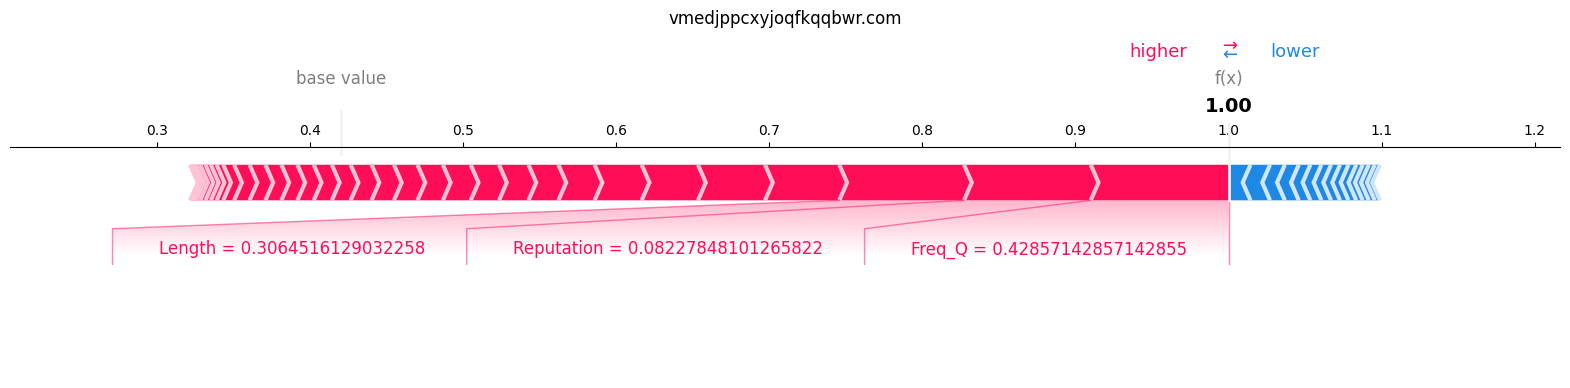 vmedjppcxyjoqfkqqbwr.com
higher → ← lower
base value f(x)
1.00
0.3 0.4 0.5 0.6 0.7 0.8 0.9 1.0 1.1 1.2
Length = 0.3064516129032258 Reputation = 0.08227848101265822 Freq_Q = 0.42857142857142855